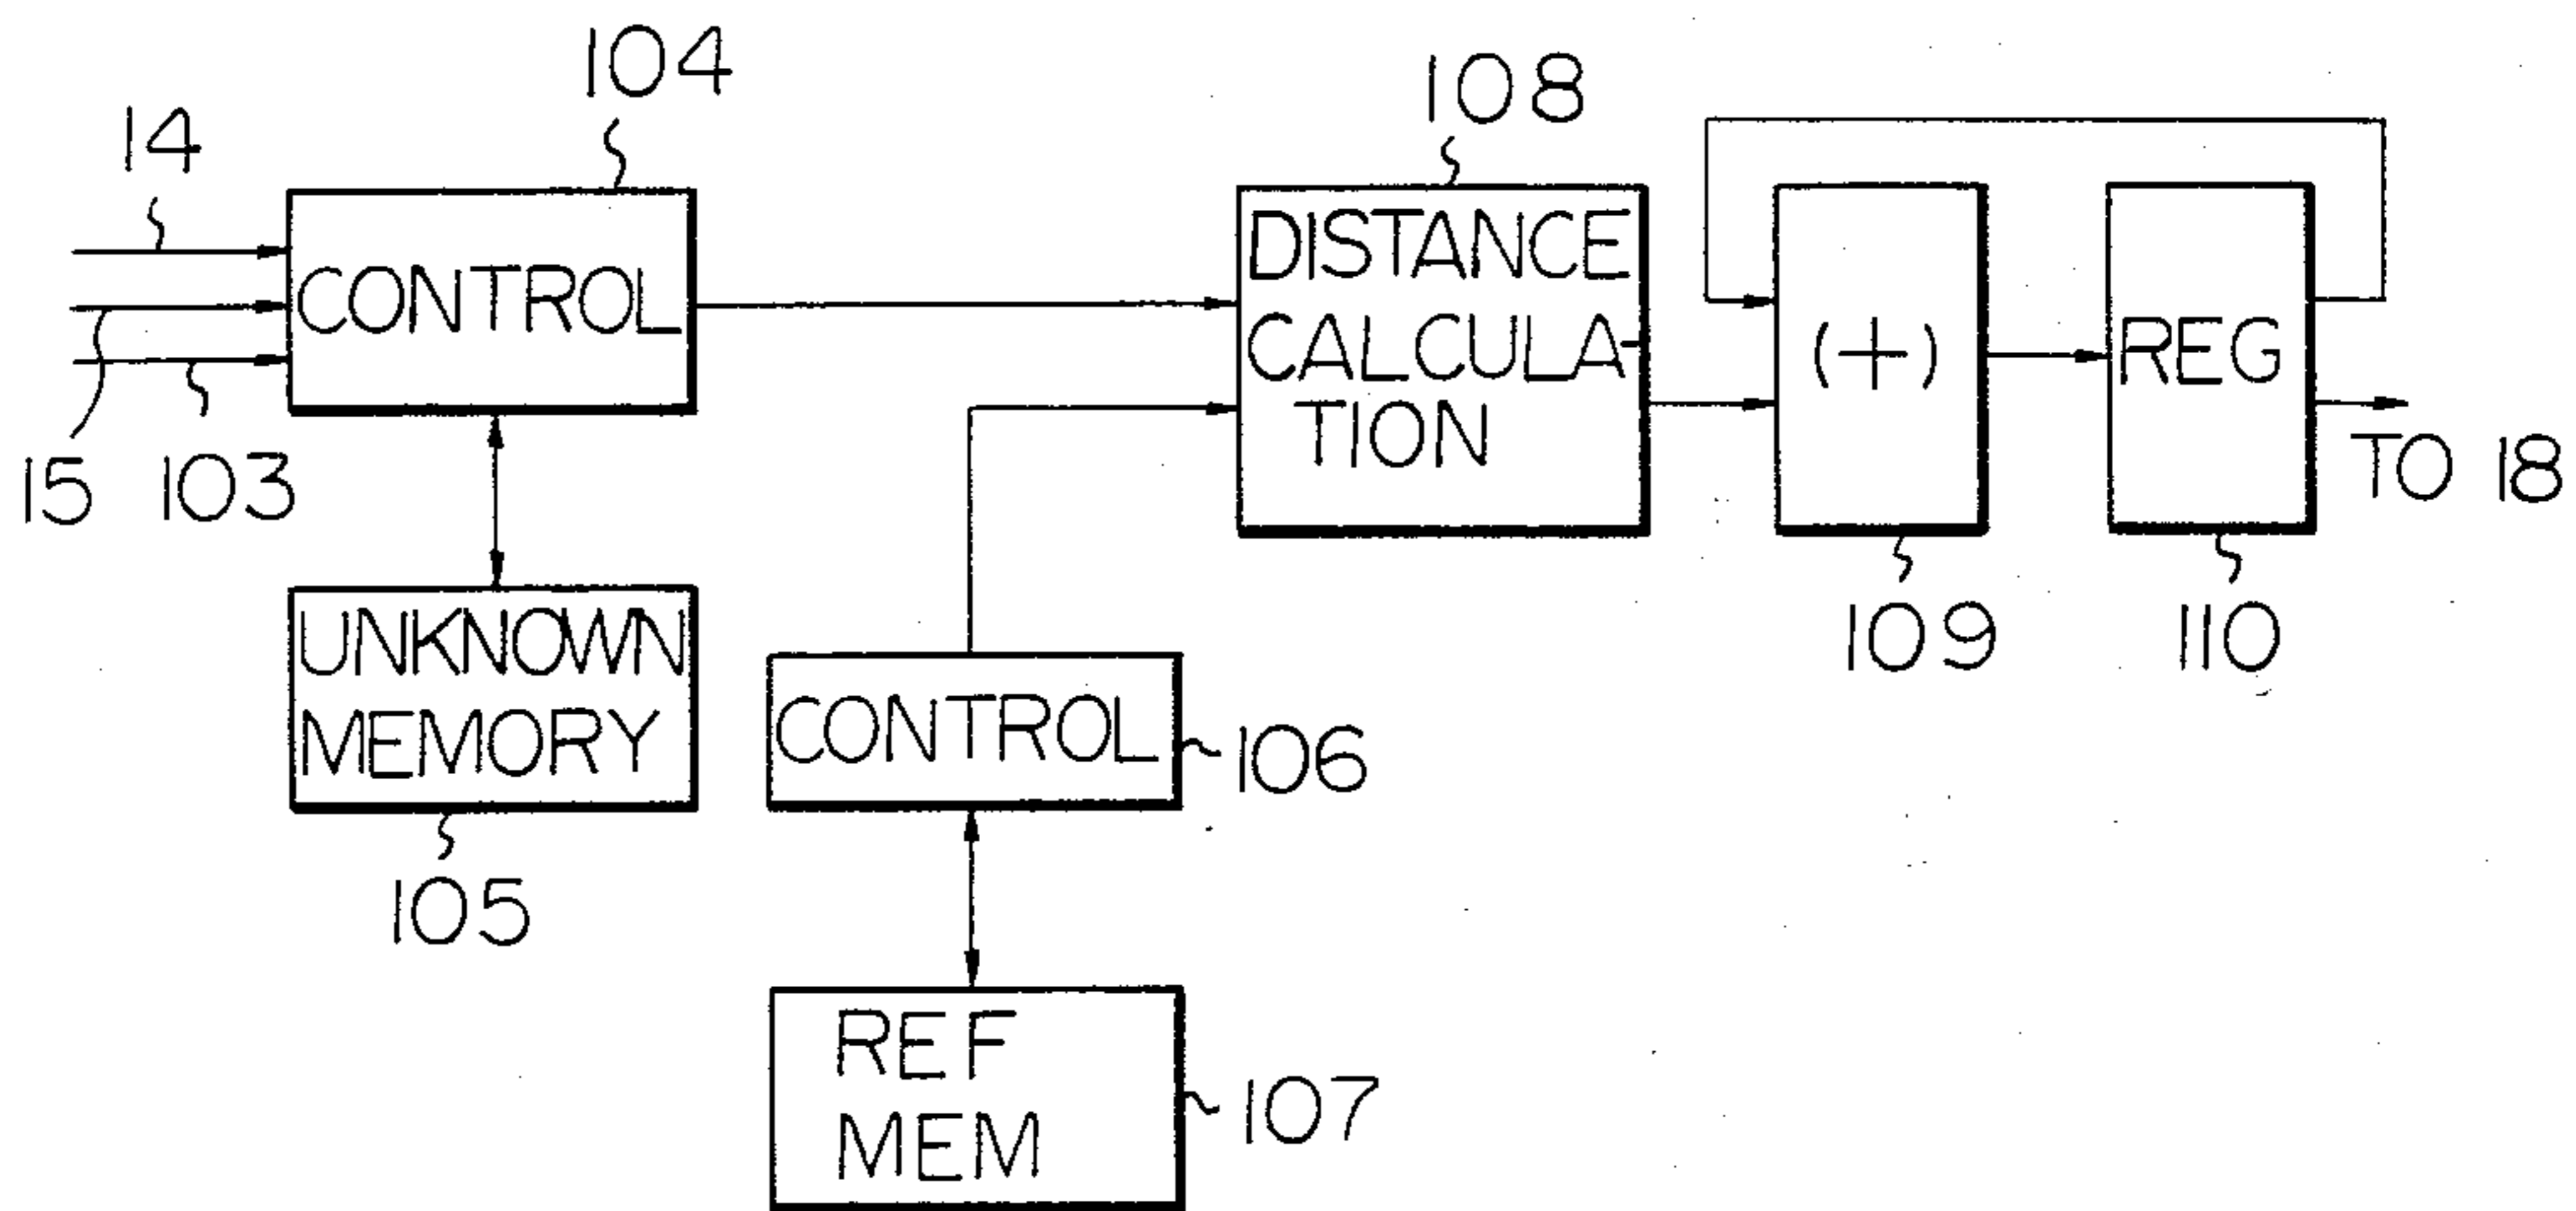 104
108
14
CONTROL
DISTANCE
CALCULA-
TION
(+)
REG
15
103
TO 18
UNKNOWN
MEMORY
109
110
CONTROL
106
105
REF
MEM
107